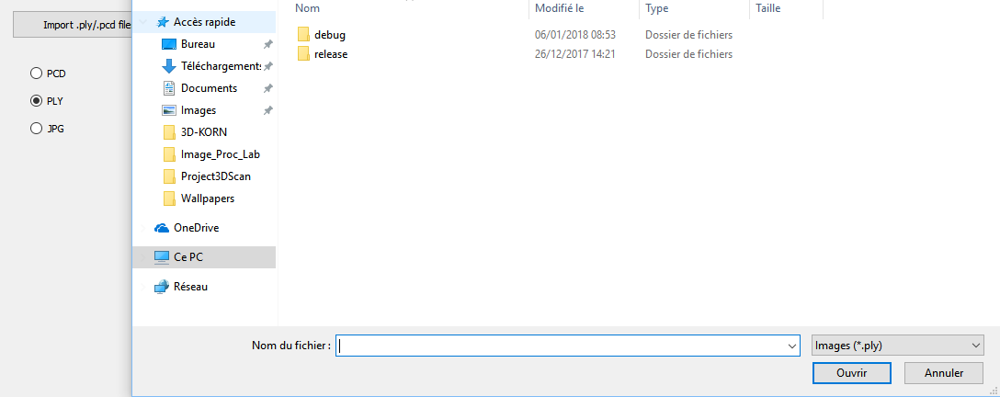 Import .ply/.pcd file
PCD
PLY
JPG
Accès rapide
Bureau
Téléchargements
Documents
Images
3D-KORN
Image_Proc_Lab
Project3DScan
Wallpapers
OneDrive
Ce PC
Réseau
Nom Modifié le Type Taille
debug 06/01/2018 08:53 Dossier de fichiers
release 26/12/2017 14:21 Dossier de fichiers
Nom du fichier : Images (*.ply)
Ouvrir Annuler